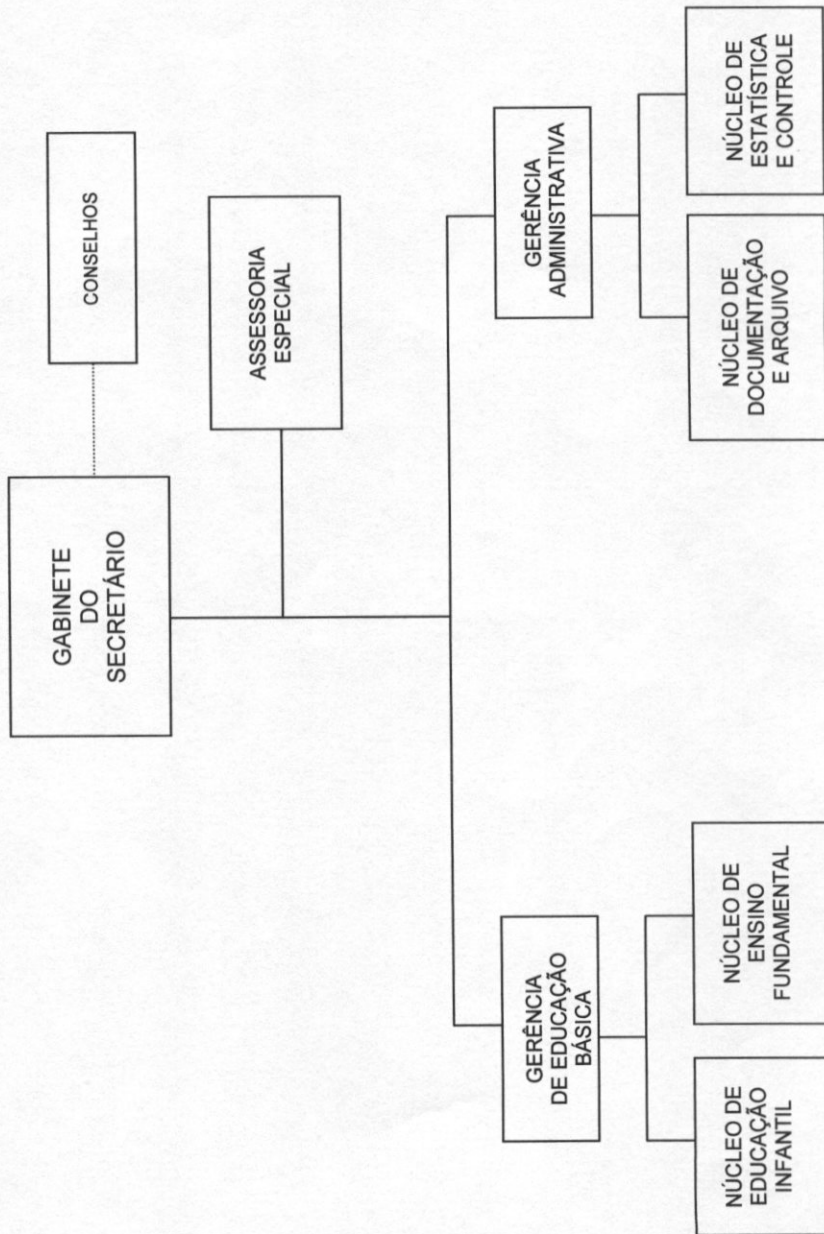 GABINETE
DO
SECRETÁRIO
CONSELHOS
ASSESSORIA
ESPECIAL
GERÊNCIA
DE EDUCAÇÃO
BÁSICA
GERÊNCIA
ADMINISTRATIVA
NÚCLEO DE
EDUCAÇÃO
INFANTIL
NÚCLEO DE
ENSINO
FUNDAMENTAL
NÚCLEO DE
DOCUMENTAÇÃO
E ARQUIVO
NÚCLEO DE
ESTATÍSTICA
E CONTROLE